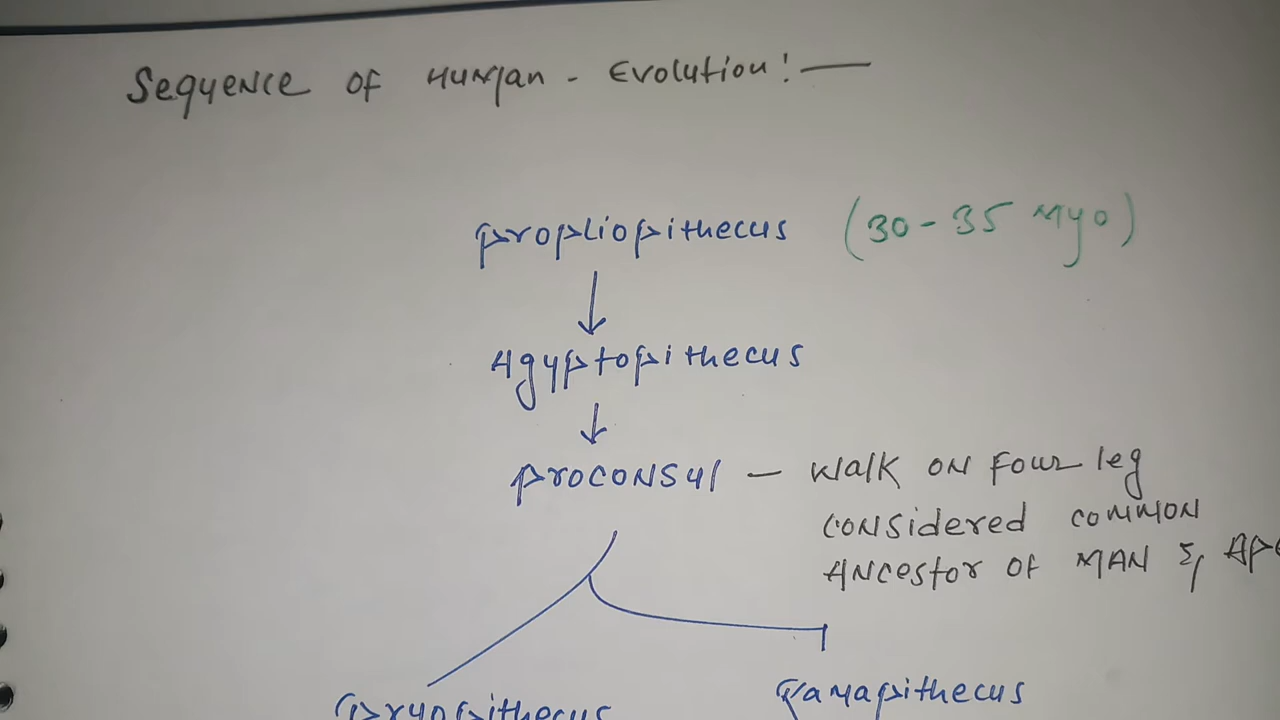 Sequence of Human - Evolution! —
propliopithecus (30-35 myo)
↓
Agyptopithecus
↓
proconsul — walk on four leg
considered common
Ancestor of MAN & Ape
Ramapithecus